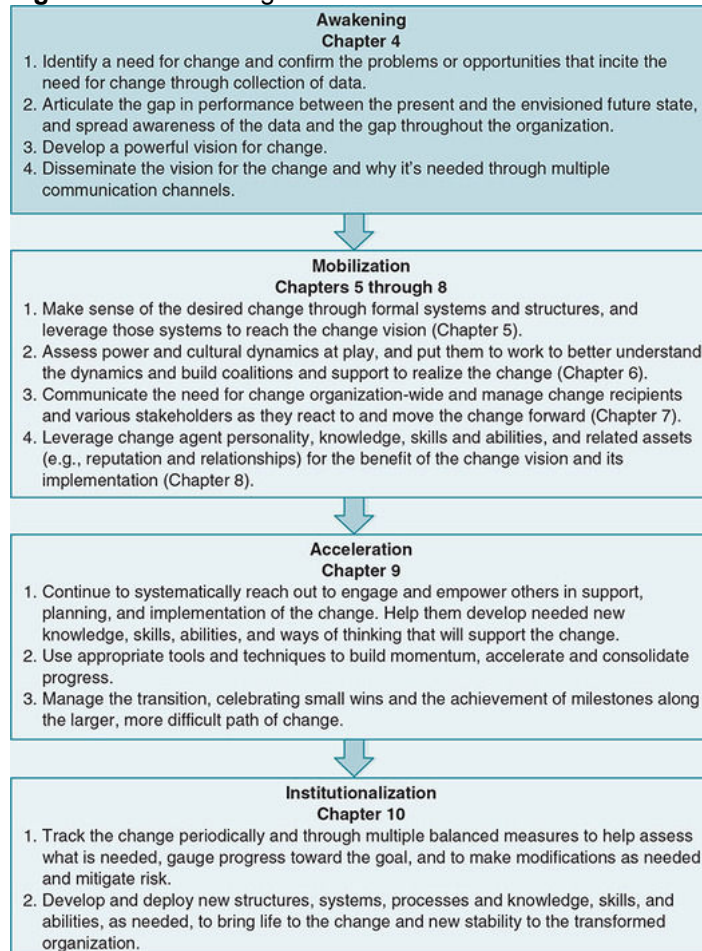 Awakening
Chapter 4
1. Identify a need for change and confirm the problems or opportunities that incite the
need for change through collection of data.
2. Articulate the gap in performance between the present and the envisioned future state,
and spread awareness of the data and the gap throughout the organization.
3. Develop a powerful vision for change.
4. Disseminate the vision for the change and why it's needed through multiple
communication channels.
Mobilization
Chapters 5 through 8
1. Make sense of the desired change through formal systems and structures, and
leverage those systems to reach the change vision (Chapter 5).
2. Assess power and cultural dynamics at play, and put them to work to better understand
the dynamics and build coalitions and support to realize the change (Chapter 6).
3. Communicate the need for change organization-wide and manage change recipients
and various stakeholders as they react to and move the change forward (Chapter 7).
4. Leverage change agent personality, knowledge, skills and abilities, and related assets
(e.g., reputation and relationships) for the benefit of the change vision and its
implementation (Chapter 8).
Acceleration
Chapter 9
1. Continue to systematically reach out to engage and empower others in support,
planning, and implementation of the change. Help them develop needed new
knowledge, skills, abilities, and ways of thinking that will support the change.
2. Use appropriate tools and techniques to build momentum, accelerate and consolidate
progress.
3. Manage the transition, celebrating small wins and the achievement of milestones along
the larger, more difficult path of change.
Institutionalization
Chapter 10
1. Track the change periodically and through multiple balanced measures to help assess
what is needed, gauge progress toward the goal, and to make modifications as needed
and mitigate risk.
2. Develop and deploy new structures, systems, processes and knowledge, skills, and
abilities, as needed, to bring life to the change and new stability to the transformed
organization.